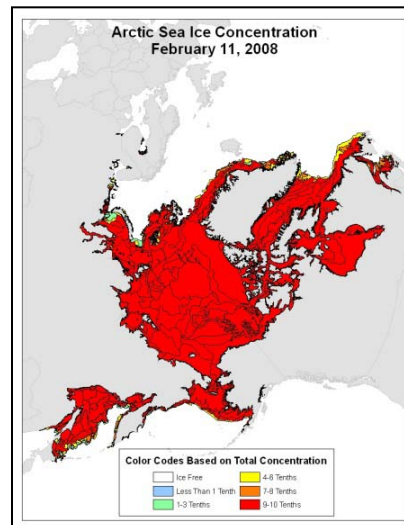 Arctic Sea Ice Concentration
February 11, 2008
Color Codes Based on Total Concentration
Ice Free
Less Than 1 Tenth
1-3 Tenths
4-6 Tenths
7-8 Tenths
9-10 Tenths